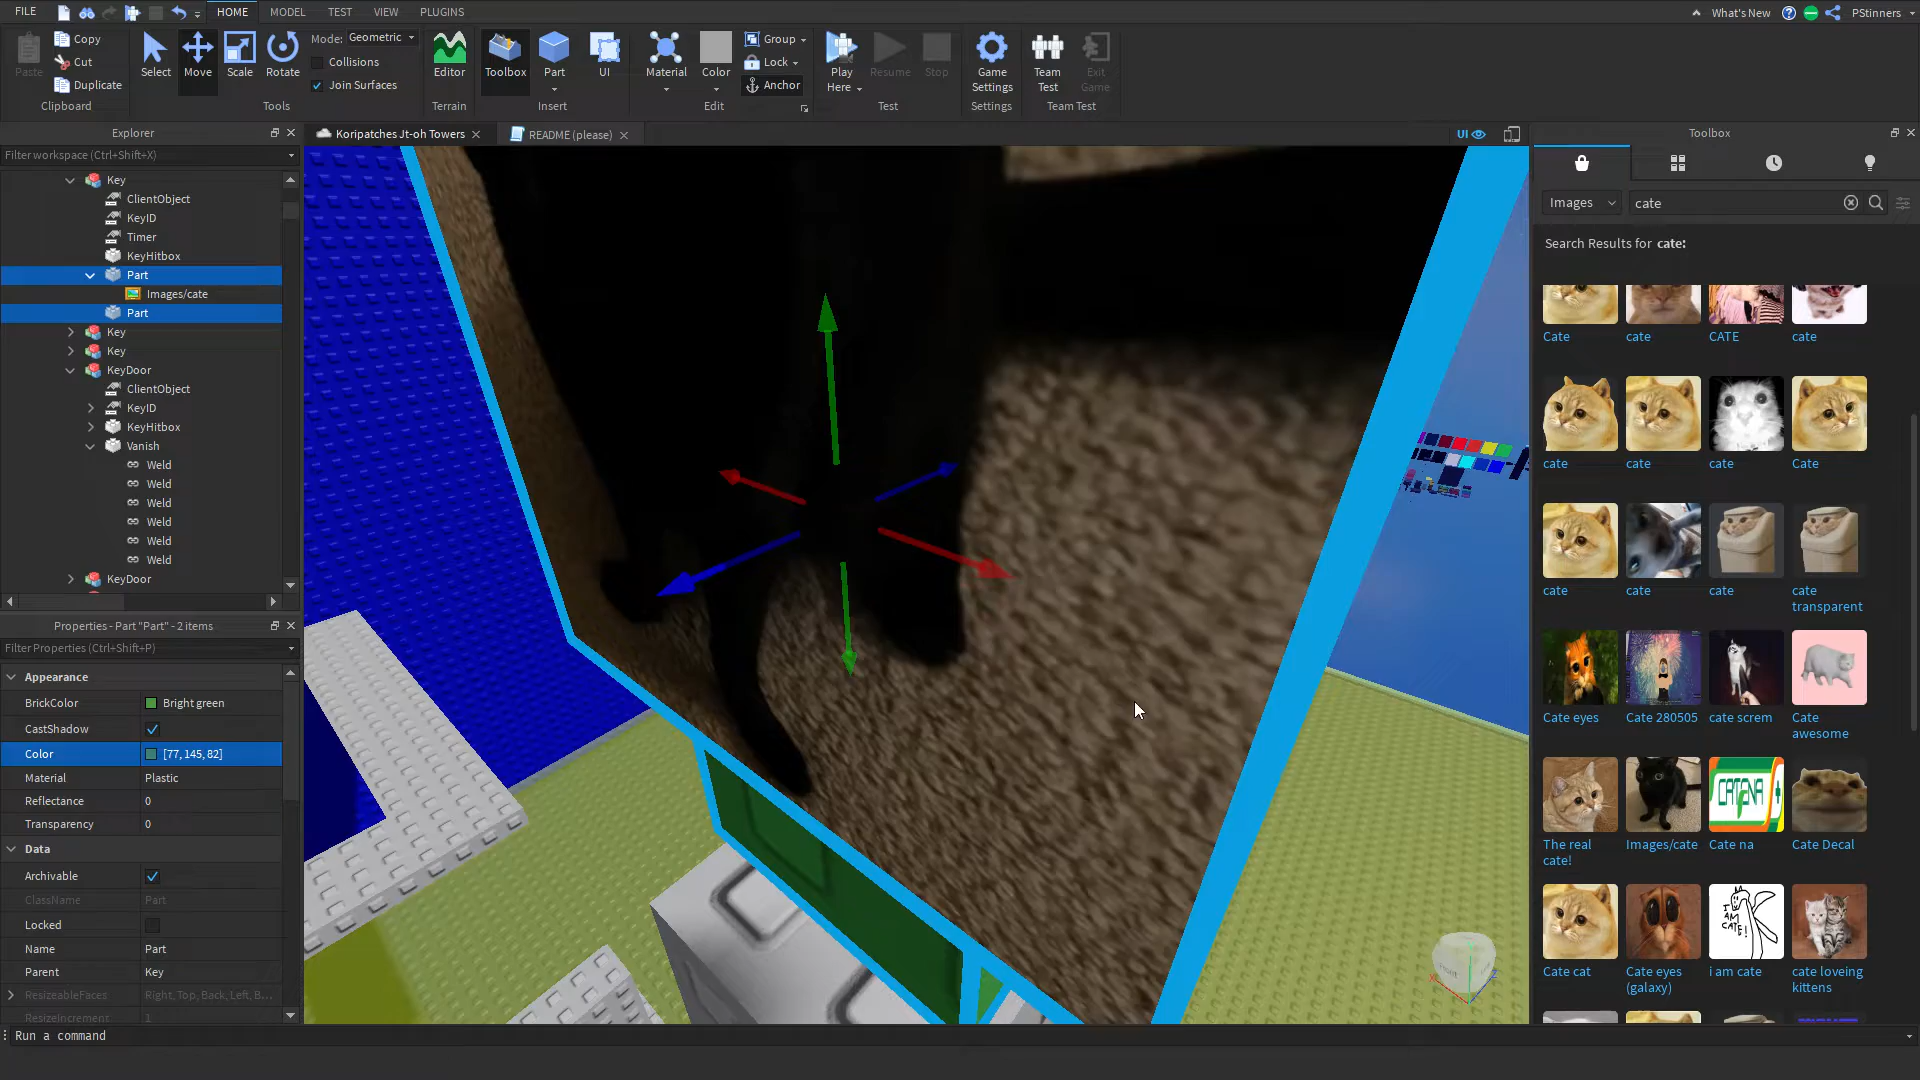 FILE HOME MODEL TEST VIEW PLUGINS What's New PStinners
Paste Copy Cut Duplicate Clipboard
Select Move Scale Rotate Mode: Geometric Collisions Join Surfaces Tools
Editor Terrain
Toolbox Part UI Insert
Material Color Group Lock Anchor Edit
Play Here Resume Stop Test
Game Settings Settings
Team Test Exit Game Team Test
Explorer
Filter workspace (Ctrl+Shift+X)
Key
ClientObject
KeyID
Timer
KeyHitbox
Part
Images/cate
Part
Key
Key
KeyDoor
ClientObject
KeyID
KeyHitbox
Vanish
Weld
Weld
Weld
Weld
Weld
Weld
KeyDoor
Properties - Part "Part" - 2 items
Filter Properties (Ctrl+Shift+P)
Appearance
BrickColor Bright green
CastShadow
Color [77, 145, 82]
Material Plastic
Reflectance 0
Transparency 0
Data
Archivable
ClassName Part
Locked
Name Part
Parent Key
ResizeableFaces Right, Top, Back, Left, B...
ResizeIncrement 1
Run a command
Koripatches Jt-oh Towers README (please) UI
Toolbox
Images cate
Search Results for cate:
Cate cate CATE cate
cate cate cate Cate
cate cate cate cate transparent
Cate eyes Cate 280505 cate screm Cate awesome
CATENA
The real cate! Images/cate Cate na Cate Decal
I AM CATE!
Cate cat Cate eyes (galaxy) i am cate cate loveing kittens